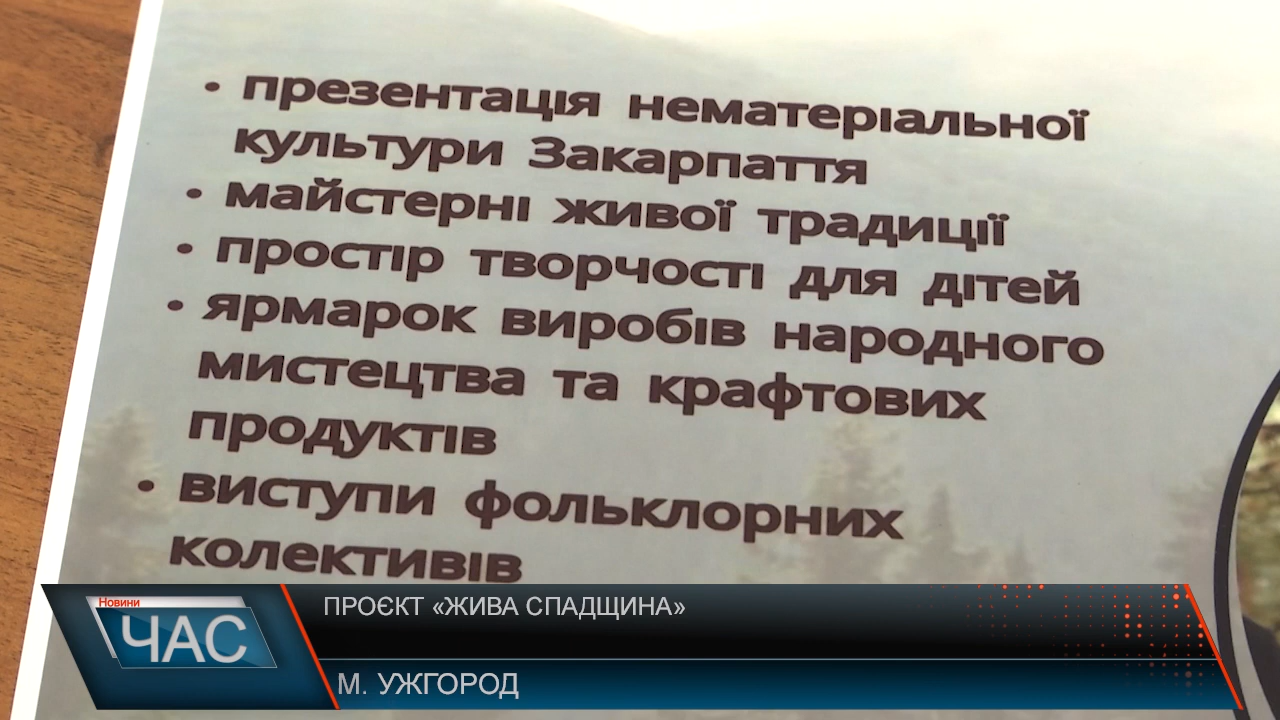 • презентація нематеріальної
культури Закарпаття
• майстерні живої традиції
• простір творчості для дітей
• ярмарок виробів народного
мистецтва та крафтових
продуктів
• виступи фольклорних
колективів
Новини
ЧАС
ПРОЄКТ «ЖИВА СПАДЩИНА»
М. УЖГОРОД